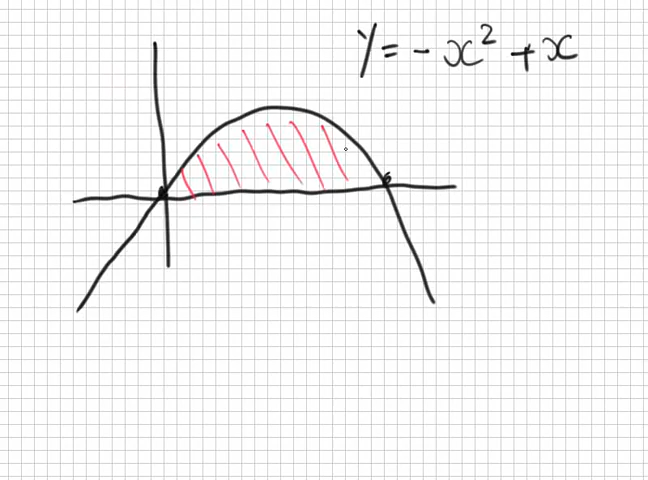 y = - x² + x